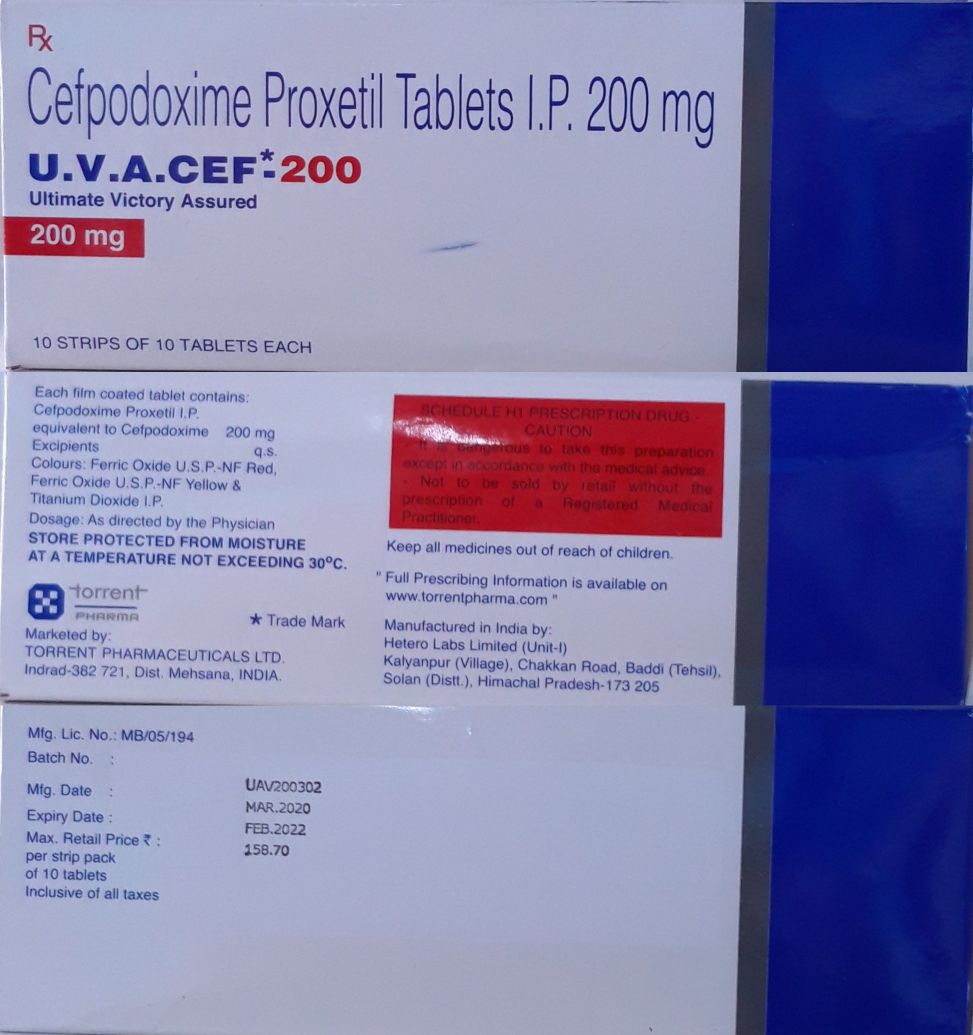 Rx
Cefpodoxime Proxetil Tablets I.P. 200 mg
U.V.A.CEF*-200
Ultimate Victory Assured
200 mg
10 STRIPS OF 10 TABLETS EACH
Each film coated tablet contains:
Cefpodoxime Proxetil I.P.
equivalent to Cefpodoxime 200 mg
Excipients q.s.
Colours: Ferric Oxide U.S.P.-NF Red,
Ferric Oxide U.S.P.-NF Yellow &
Titanium Dioxide I.P.
Dosage: As directed by the Physician
STORE PROTECTED FROM MOISTURE
AT A TEMPERATURE NOT EXCEEDING 30°C.
torrent
PHARMA
* Trade Mark
Marketed by:
TORRENT PHARMACEUTICALS LTD.
Indrad-382 721, Dist. Mehsana, INDIA.
SCHEDULE H1 PRESCRIPTION DRUG -
CAUTION
- It is dangerous to take this preparation
except in accordance with the medical advice.
- Not to be sold by retail without the
prescription of a Registered Medical
Practitioner.
Keep all medicines out of reach of children.
" Full Prescribing Information is available on
www.torrentpharma.com "
Manufactured in India by:
Hetero Labs Limited (Unit-I)
Kalyanpur (Village), Chakkan Road, Baddi (Tehsil),
Solan (Distt.), Himachal Pradesh-173 205
Mfg. Lic. No.: MB/05/194
Batch No. :
UAV200302
Mfg. Date :
MAR.2020
Expiry Date :
FEB.2022
Max. Retail Price ₹ :
158.70
per strip pack
of 10 tablets
Inclusive of all taxes